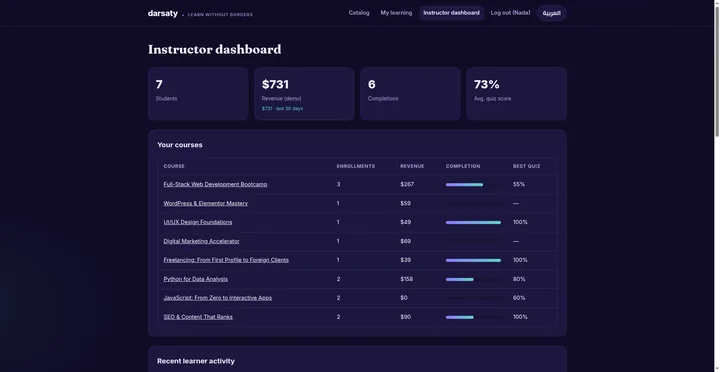 darsaty . LEARN WITHOUT BORDERS Catalog My learning Instructor dashboard Log out (Nada) العربية
Instructor dashboard
7 $731 6 73%
Students Revenue (demo) Completions Avg. quiz score
$731 · last 30 days
Your courses
COURSE ENROLLMENTS REVENUE COMPLETION BEST QUIZ
Full-Stack Web Development Bootcamp 3 $267 55%
WordPress & Elementor Mastery 1 $59 —
UI/UX Design Foundations 1 $49 100%
Digital Marketing Accelerator 1 $69 —
Freelancing: From First Profile to Foreign Clients 1 $39 100%
Python for Data Analysis 2 $158 80%
JavaScript: From Zero to Interactive Apps 2 $0 60%
SEO & Content That Ranks 2 $90 100%
Recent learner activity